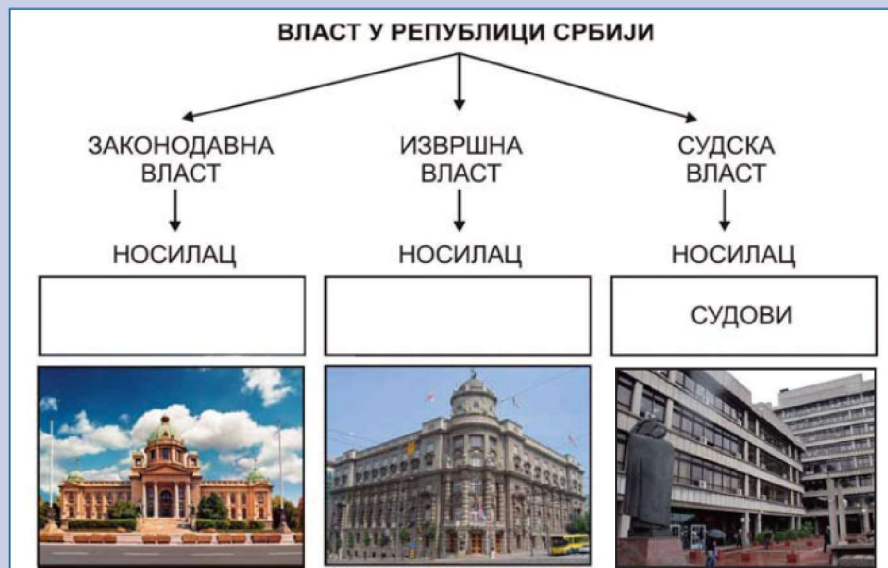 ВЛАСТ У РЕПУБЛИЦИ СРБИЈИ
ЗАКОНОДАВНА
ВЛАСТ
ИЗВРШНА
ВЛАСТ
СУДСКА
ВЛАСТ
НОСИЛАЦ
НОСИЛАЦ
НОСИЛАЦ
СУДОВИ